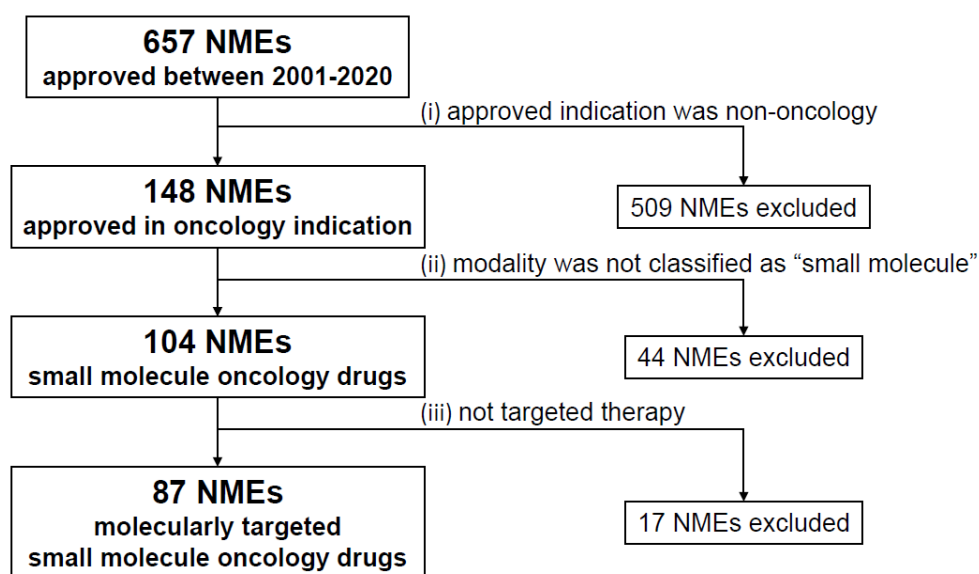 657 NMEs
approved between 2001-2020
(i) approved indication was non-oncology
148 NMEs
approved in oncology indication
509 NMEs excluded
(ii) modality was not classified as “small molecule”
104 NMEs
small molecule oncology drugs
44 NMEs excluded
(iii) not targeted therapy
87 NMEs
molecularly targeted
small molecule oncology drugs
17 NMEs excluded